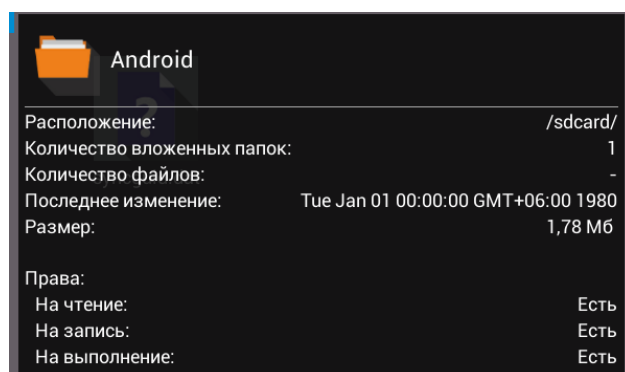 Android
Расположение: /sdcard/
Количество вложенных папок: 1
Количество файлов: -
Последнее изменение: Tue Jan 01 00:00:00 GMT+06:00 1980
Размер: 1,78 Мб
Права:
На чтение: Есть
На запись: Есть
На выполнение: Есть